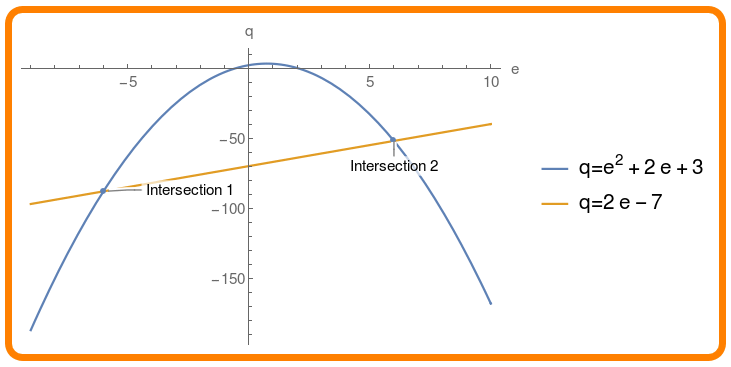 q
e
−5
5
10
−50
−100
−150
Intersection 1
Intersection 2
q=e² + 2 e + 3
q=2 e − 7